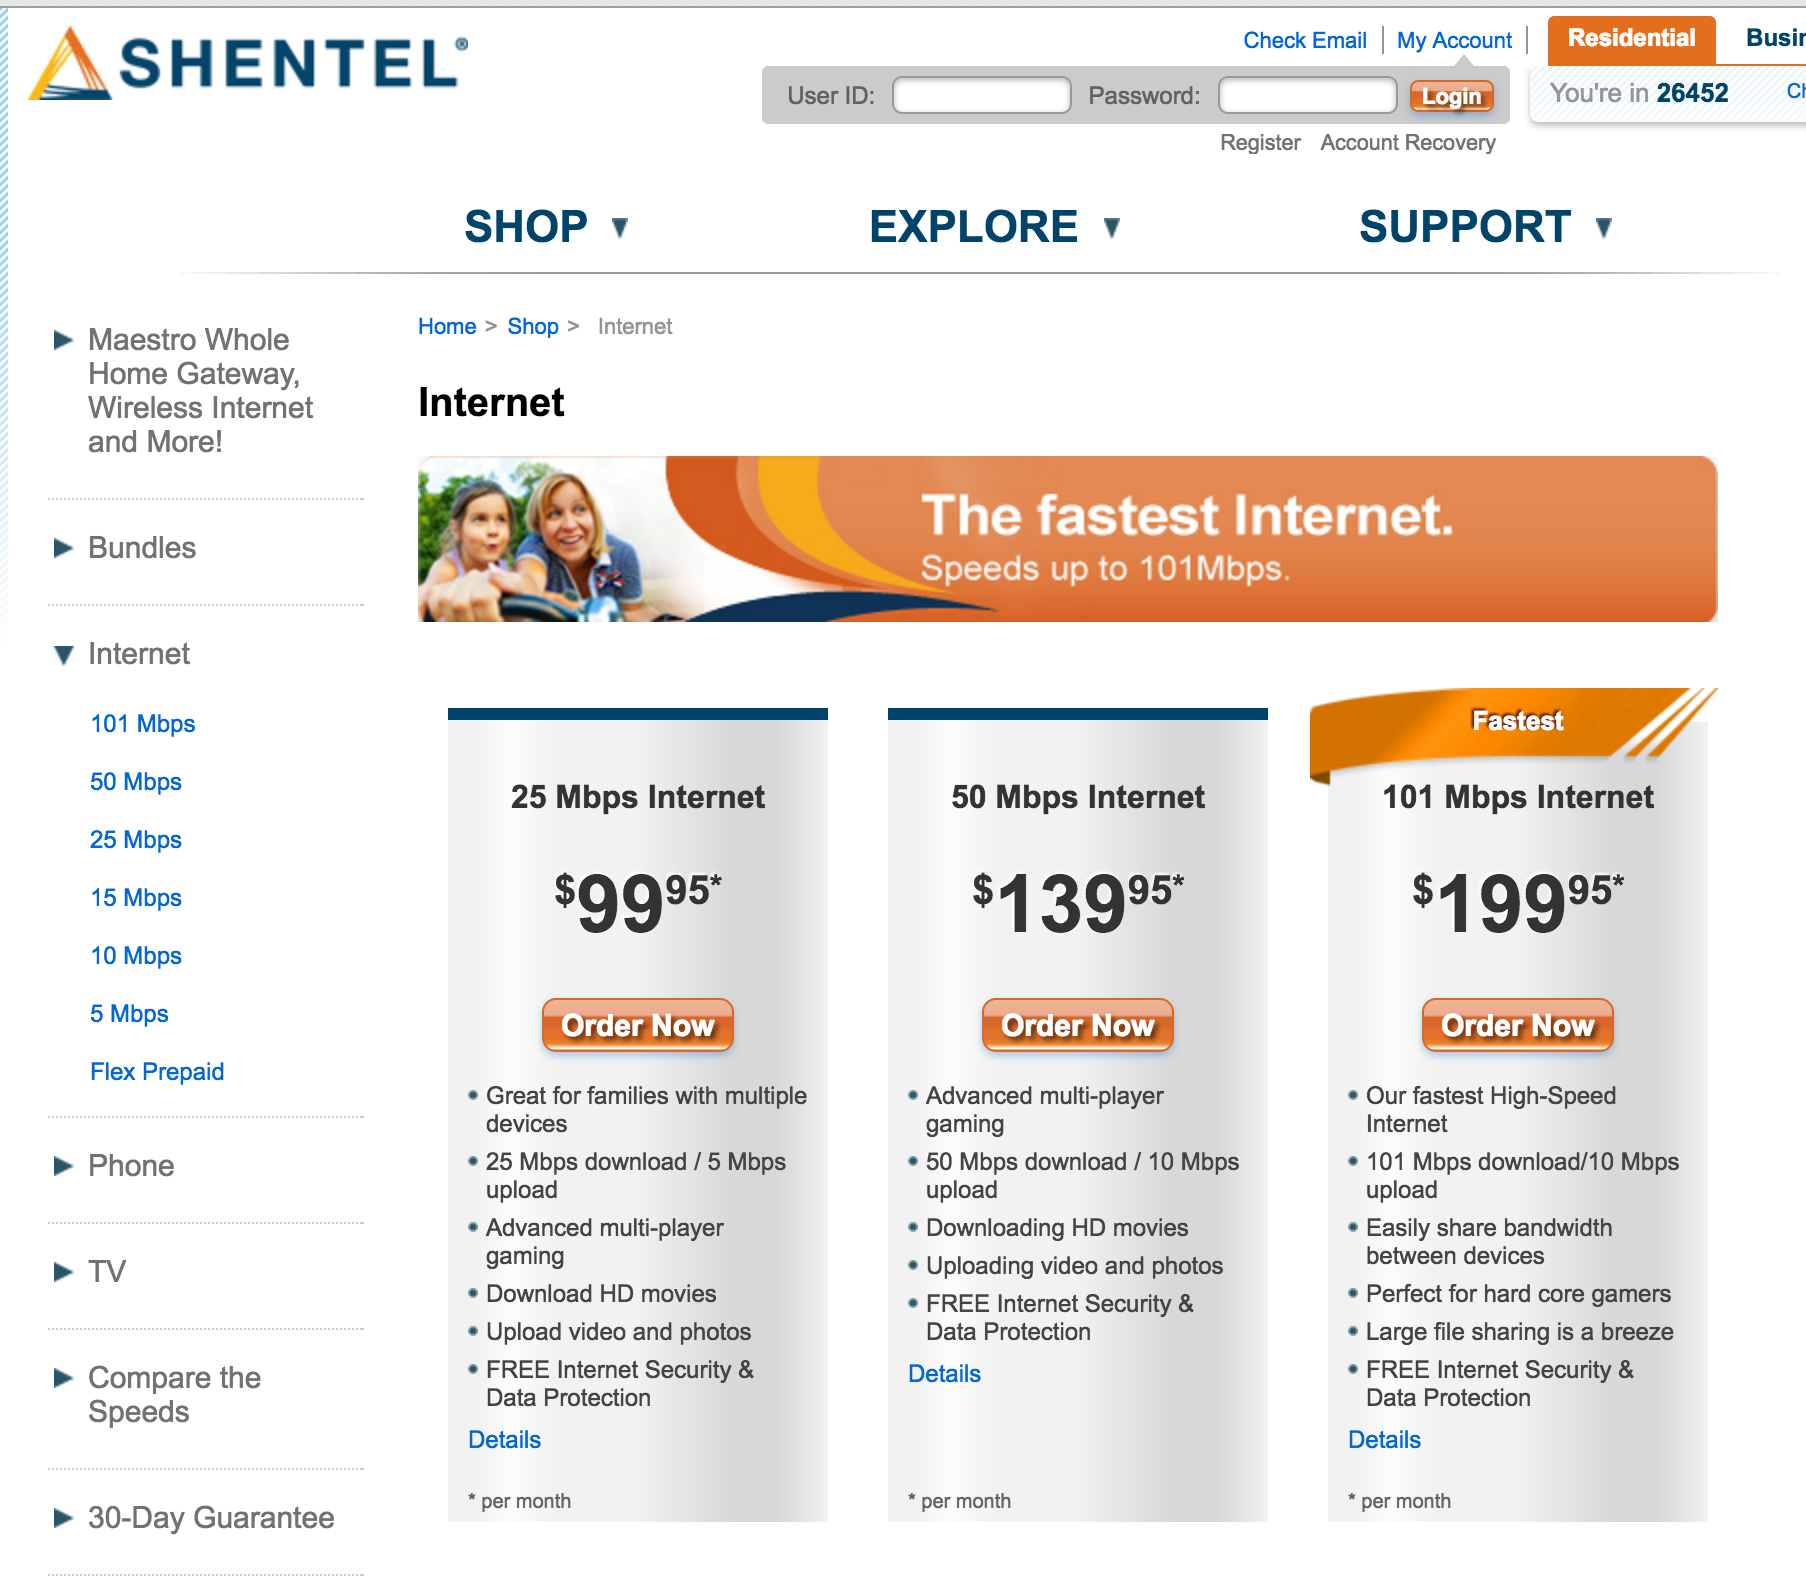 SHENTEL®
Check Email
My Account
Residential
User ID:
Password:
Login
You're in 26452
Register
Account Recovery
SHOP
EXPLORE
SUPPORT
Maestro Whole
Home Gateway,
Wireless Internet
and More!
Bundles
Internet
101 Mbps
50 Mbps
25 Mbps
15 Mbps
10 Mbps
5 Mbps
Flex Prepaid
Phone
TV
Compare the
Speeds
30-Day Guarantee
Home > Shop > Internet
Internet
The fastest Internet.
Speeds up to 101Mbps.
25 Mbps Internet
$99 95*
Order Now
Great for families with multiple
devices
25 Mbps download / 5 Mbps
upload
Advanced multi-player
gaming
Download HD movies
Upload video and photos
FREE Internet Security &
Data Protection
Details
* per month
50 Mbps Internet
$139 95*
Order Now
Advanced multi-player
gaming
50 Mbps download / 10 Mbps
upload
Downloading HD movies
Uploading video and photos
FREE Internet Security &
Data Protection
Details
* per month
Fastest
101 Mbps Internet
$199 95*
Order Now
Our fastest High-Speed
Internet
101 Mbps download/10 Mbps
upload
Easily share bandwidth
between devices
Perfect for hard core gamers
Large file sharing is a breeze
FREE Internet Security &
Data Protection
Details
* per month